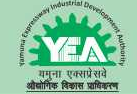 Yamuna Expressway Industrial Development Authority
YEA
यमुना एक्सप्रेसवे
औद्योगिक विकास प्राधिकरण